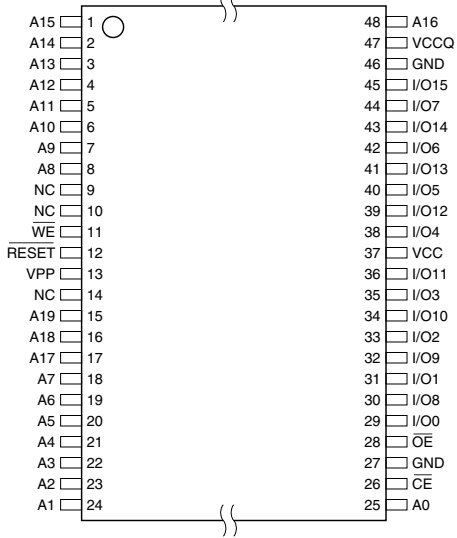 A15 1 48 A16
A14 2 47 VCCQ
A13 3 46 GND
A12 4 45 I/O15
A11 5 44 I/O7
A10 6 43 I/O14
A9 7 42 I/O6
A8 8 41 I/O13
NC 9 40 I/O5
NC 10 39 I/O12
WE 11 38 I/O4
RESET 12 37 VCC
VPP 13 36 I/O11
NC 14 35 I/O3
A19 15 34 I/O10
A18 16 33 I/O2
A17 17 32 I/O9
A7 18 31 I/O1
A6 19 30 I/O8
A5 20 29 I/O0
A4 21 28 OE
A3 22 27 GND
A2 23 26 CE
A1 24 25 A0